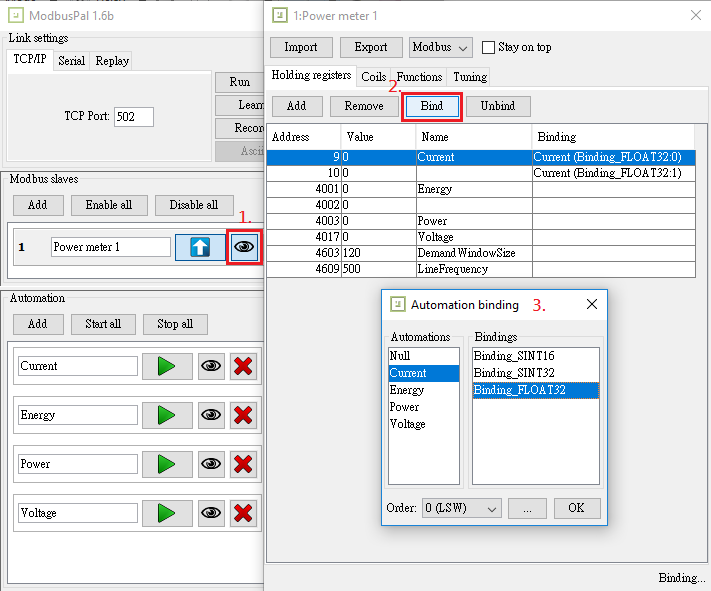 ModbusPal 1.6b
Link settings
TCP/IP Serial Replay
TCP Port: 502
Run
Learn
Record
Ascii
Modbus slaves
Add Enable all Disable all
1.
1 Power meter 1
Automation
Add Start all Stop all
Current
Energy
Power
Voltage
1:Power meter 1
Import Export Modbus Stay on top
Holding registers Coils Functions Tuning
2.
Add Remove Bind Unbind
Address Value Name Binding
9 0 Current Current (Binding_FLOAT32:0)
10 0 Current (Binding_FLOAT32:1)
4001 0 Energy
4002 0
4003 0 Power
4017 0 Voltage
4603 120 DemandWindowSize
4609 500 LineFrequency
Automation binding 3.
Automations Bindings
Null Binding_SINT16
Current Binding_SINT32
Energy Binding_FLOAT32
Power
Voltage
Order: 0 (LSW) ... OK
Binding...